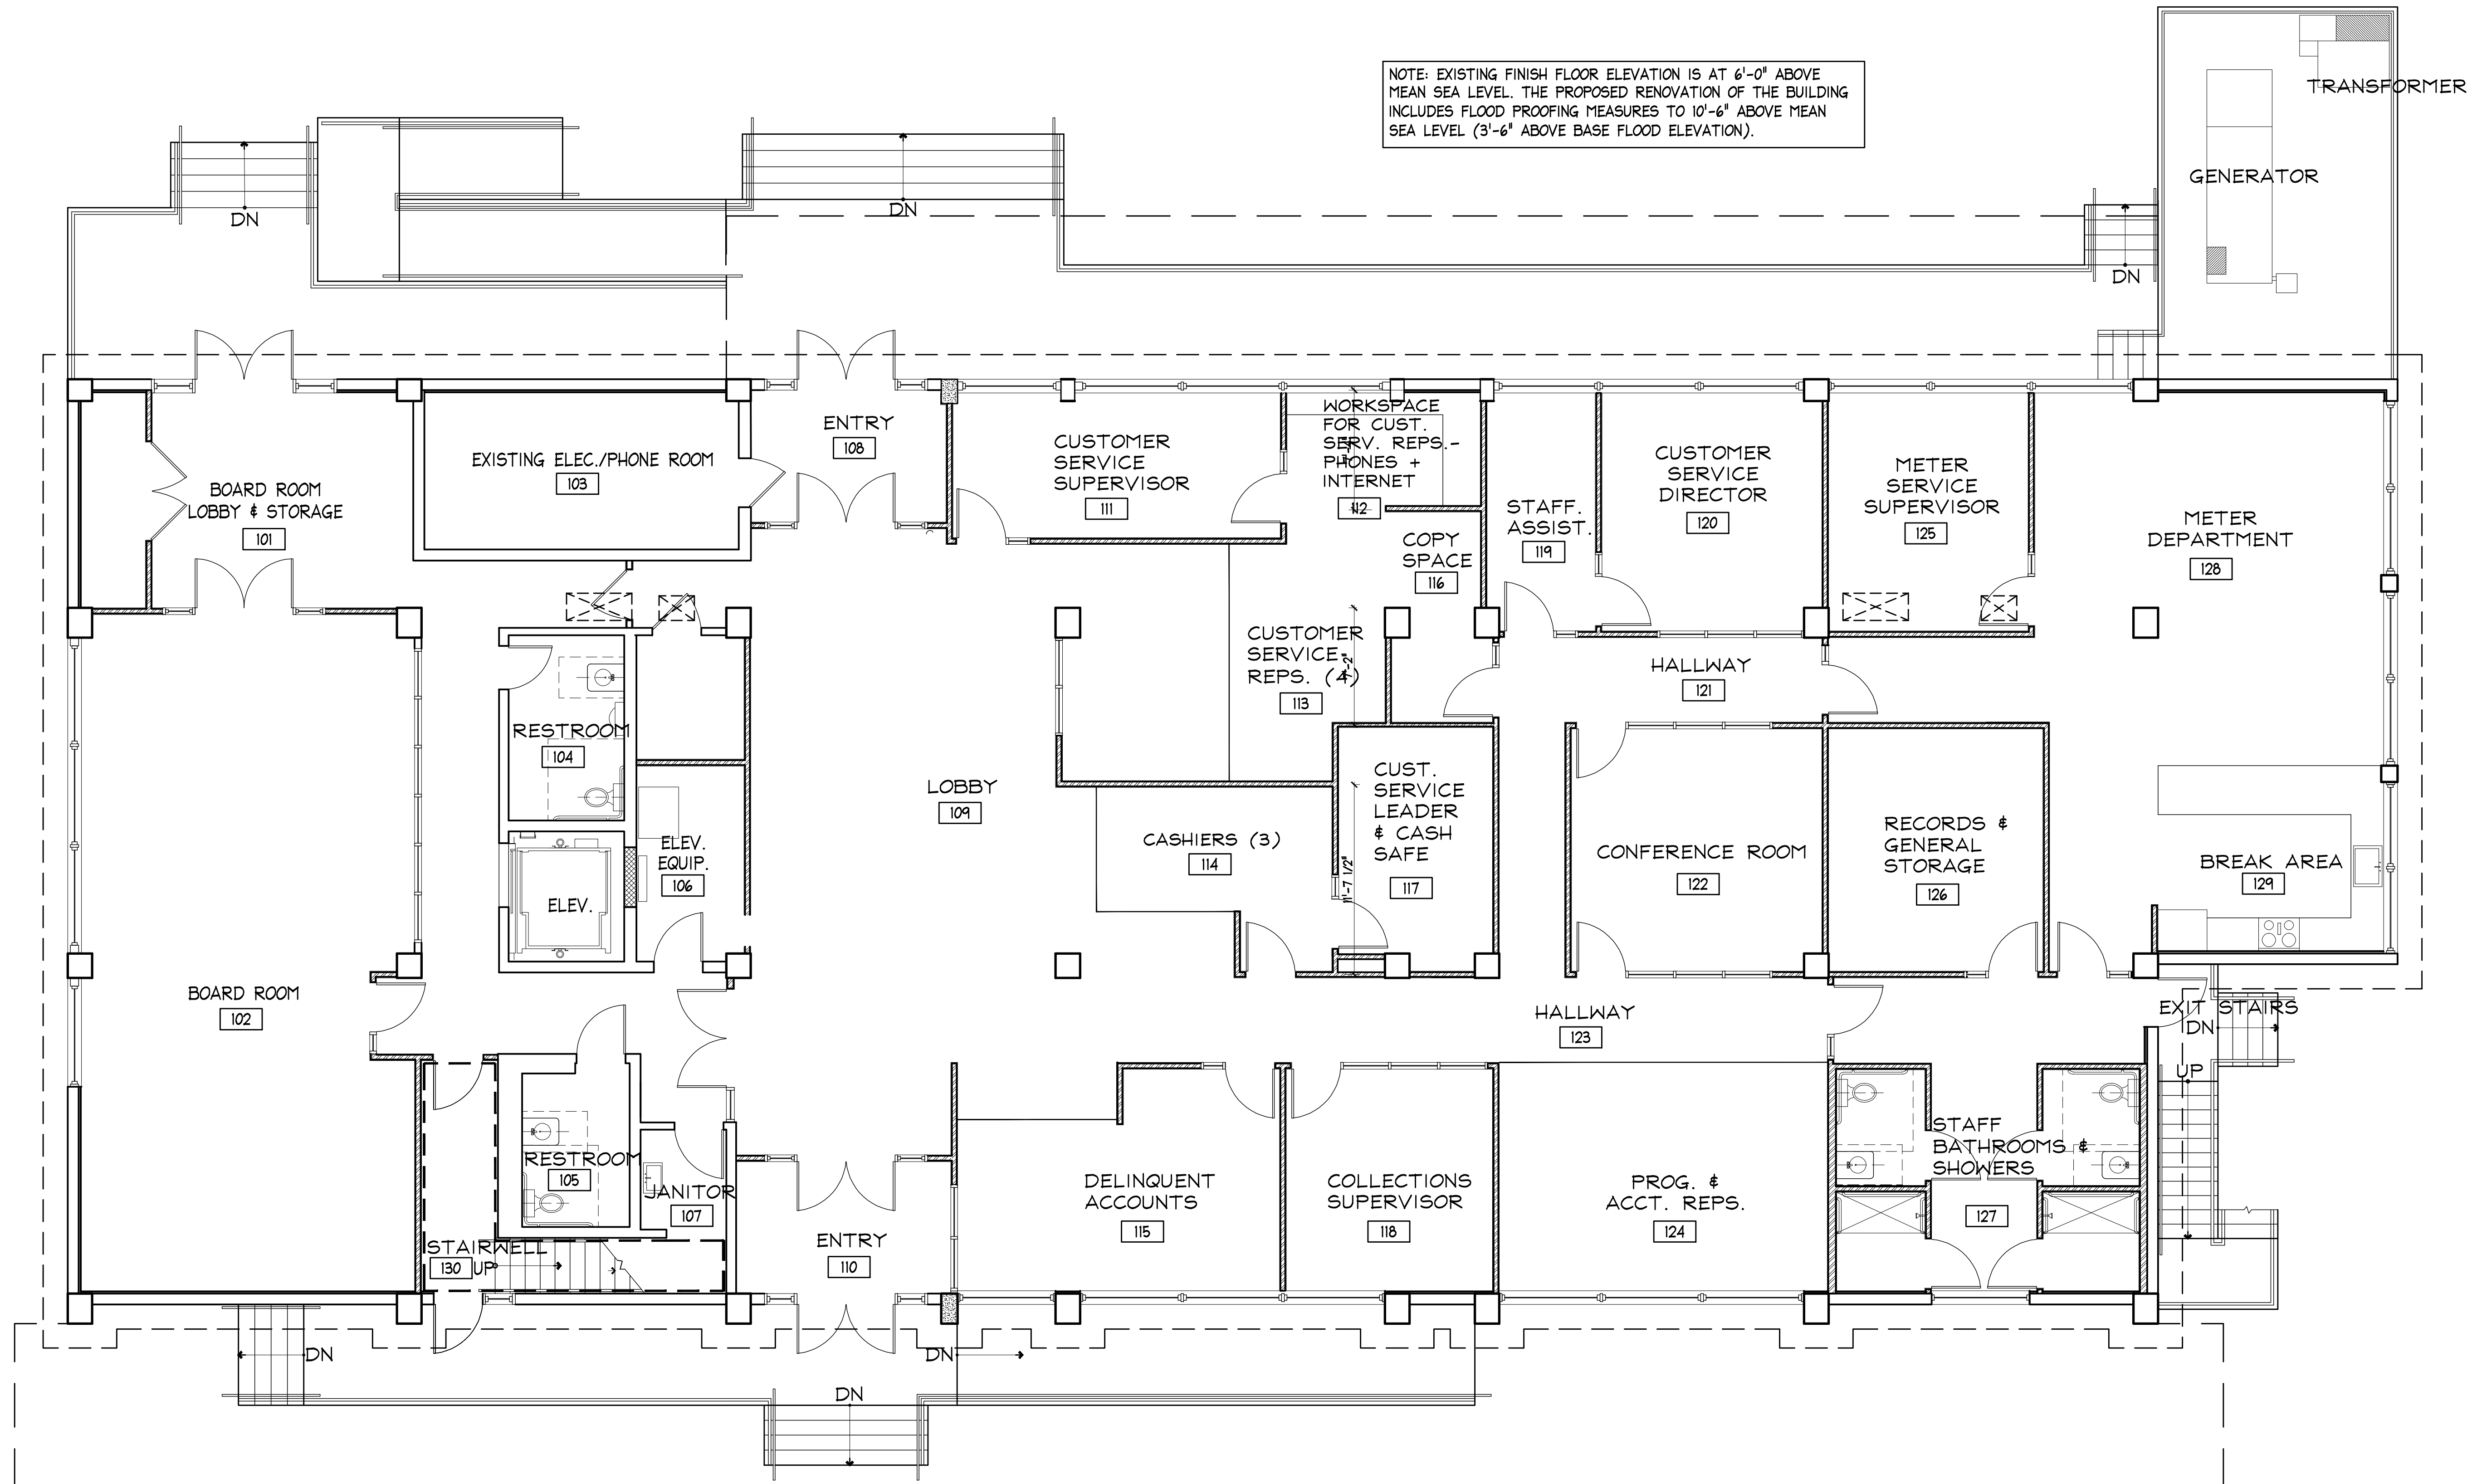 NOTE: EXISTING FINISH FLOOR ELEVATION IS AT 6'-0" ABOVE
MEAN SEA LEVEL. THE PROPOSED RENOVATION OF THE BUILDING
INCLUDES FLOOD PROOFING MEASURES TO 10'-6" ABOVE MEAN
SEA LEVEL (3'-6" ABOVE BASE FLOOD ELEVATION).
TRANSFORMER
GENERATOR
DN
DN
DN
BOARD ROOM
LOBBY & STORAGE
101
EXISTING ELEC./PHONE ROOM
103
ENTRY
108
CUSTOMER
SERVICE
SUPERVISOR
111
WORKSPACE
FOR CUST.
SERV. REPS.-
PHONES +
INTERNET
112
COPY
SPACE
116
STAFF.
ASSIST.
119
CUSTOMER
SERVICE
DIRECTOR
120
METER
SERVICE
SUPERVISOR
125
METER
DEPARTMENT
128
CUSTOMER
SERVICE
REPS. (4)
113
HALLWAY
121
RESTROOM
104
ELEV.
EQUIP.
106
ELEV.
LOBBY
109
CASHIERS (3)
114
11'-7 1/2"
CUST.
SERVICE
LEADER
& CASH
SAFE
117
CONFERENCE ROOM
122
RECORDS &
GENERAL
STORAGE
126
BREAK AREA
129
BOARD ROOM
102
HALLWAY
123
EXIT STAIRS
DN
UP
RESTROOM
105
JANITOR
107
STAIRWELL
130
UP
ENTRY
110
DELINQUENT
ACCOUNTS
115
COLLECTIONS
SUPERVISOR
118
PROG. &
ACCT. REPS.
124
STAFF
BATHROOMS &
SHOWERS
127
DN
DN
DN